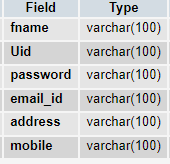 Field Type
fname varchar(100)
Uid varchar(100)
password varchar(100)
email_id varchar(100)
address varchar(100)
mobile varchar(100)